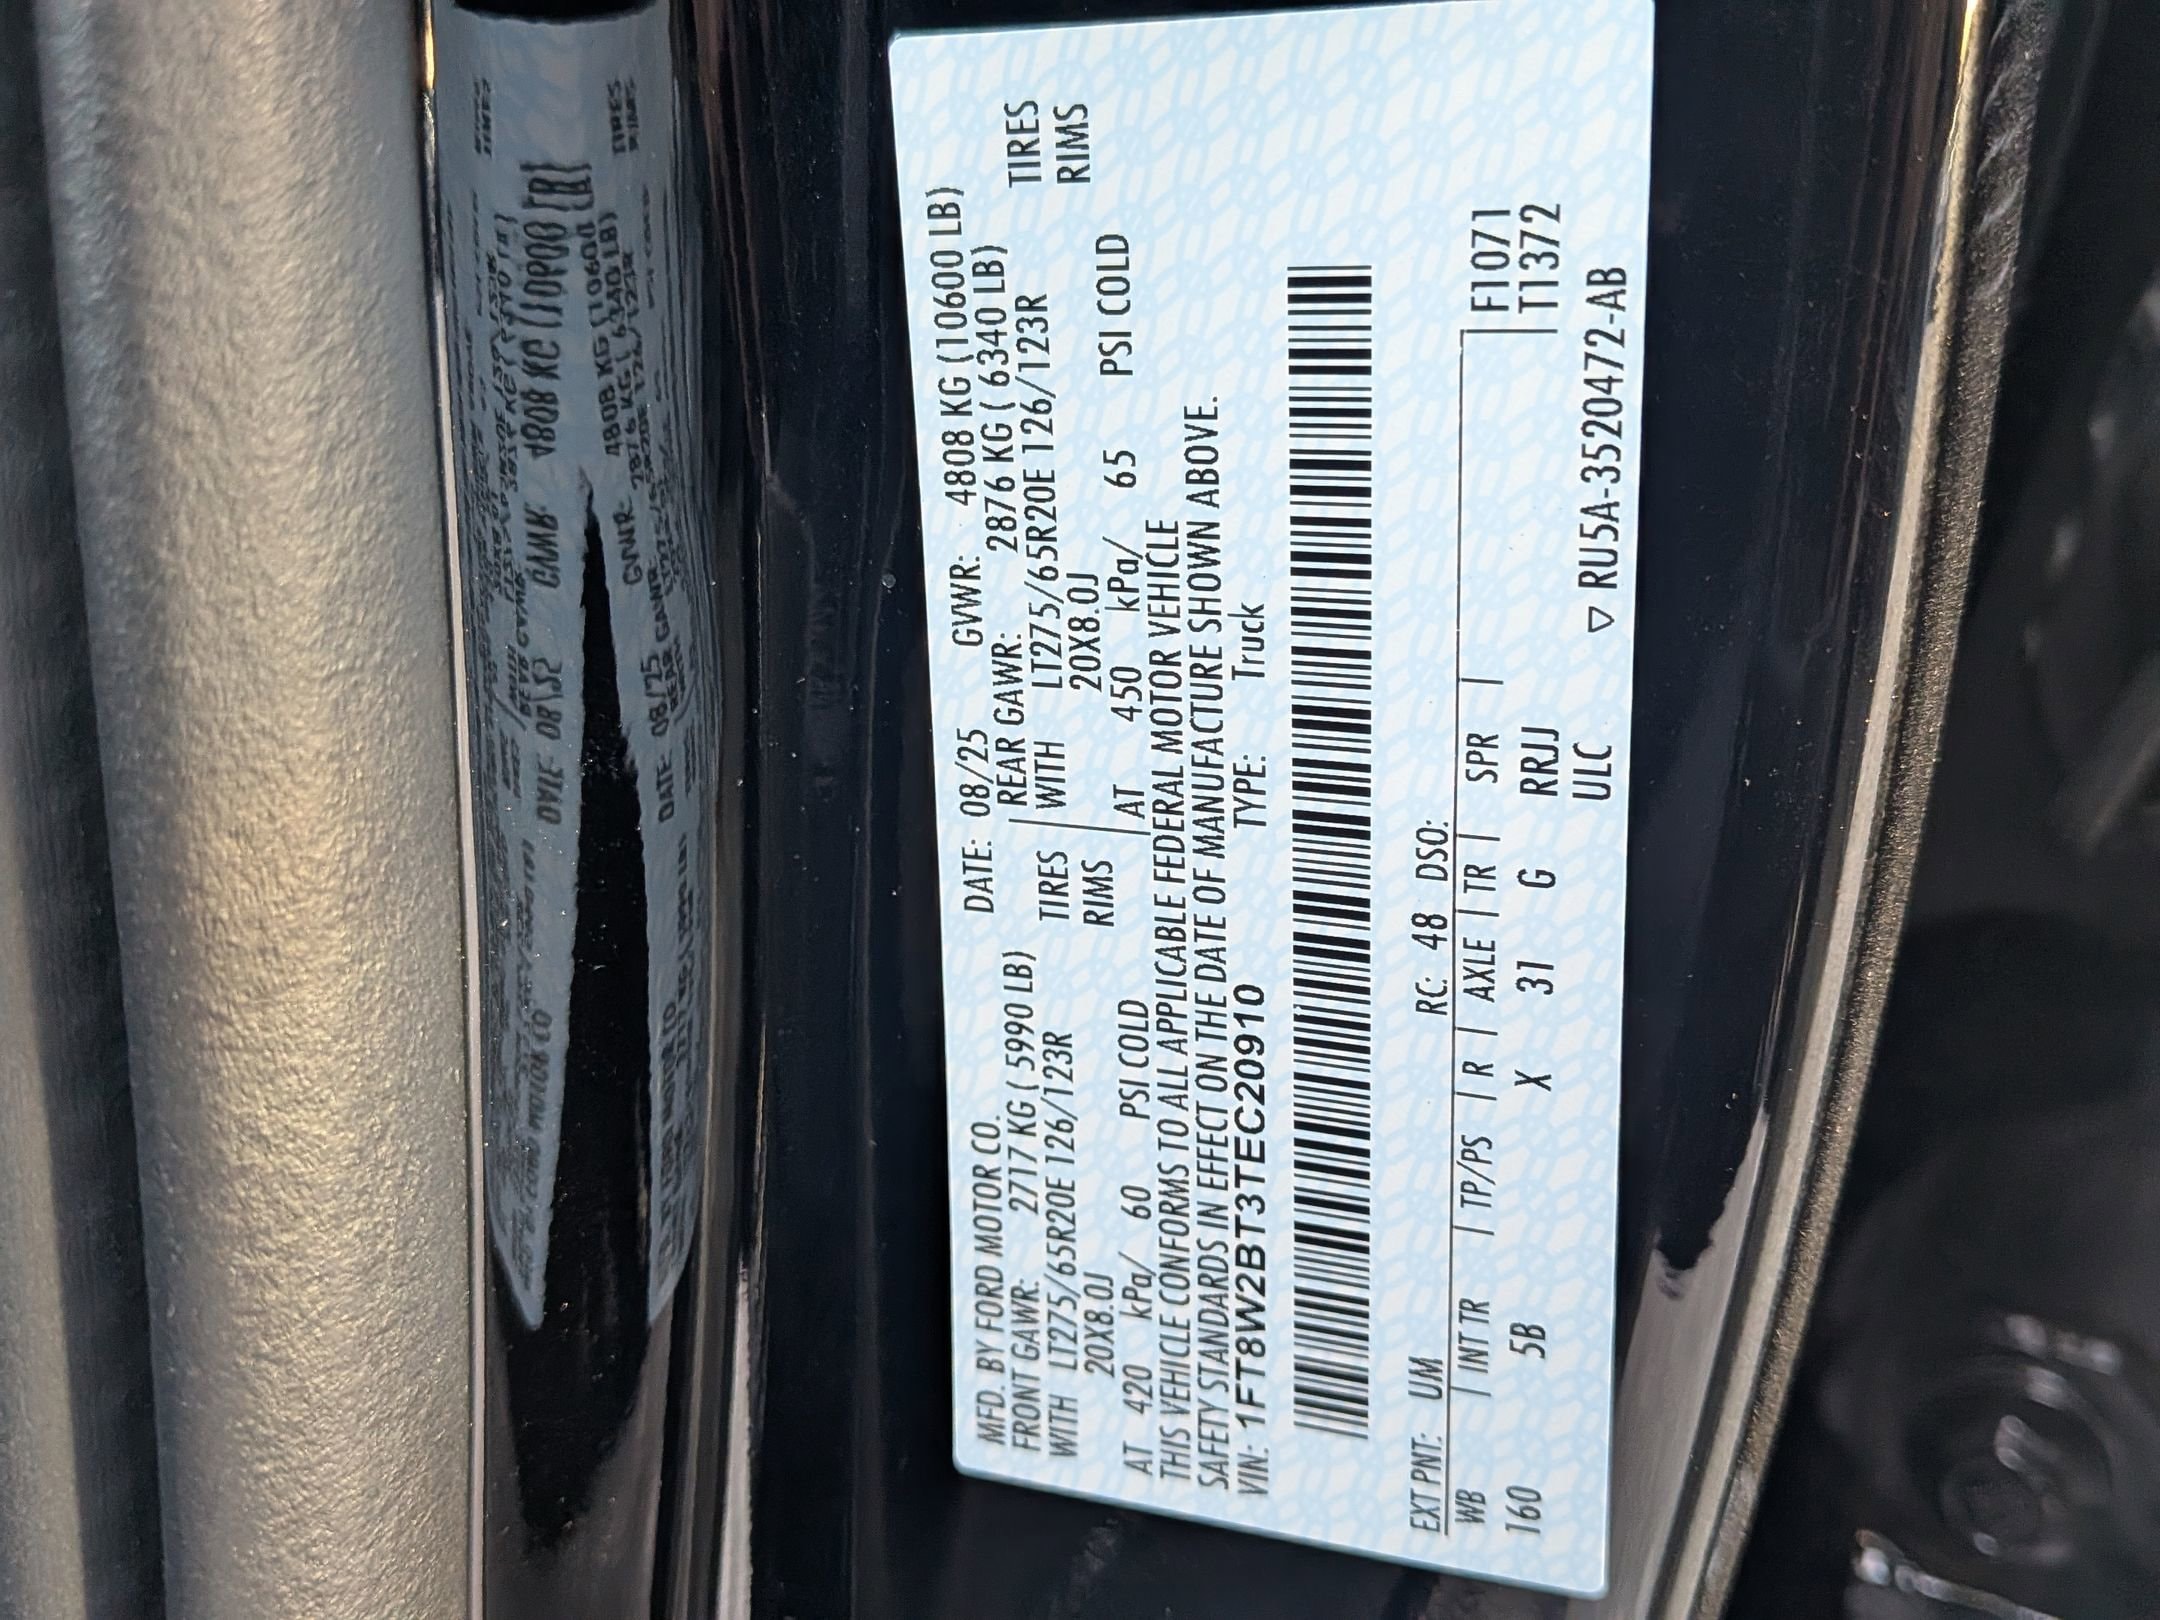 MFD. BY FORD MOTOR CO.
DATE: 08/25 GVWR: 4808 KG (10600 LB)
FRONT GAWR: 2717 KG ( 5990 LB)
REAR GAWR: 2876 KG ( 6340 LB)
WITH LT275/65R20E 126/123R TIRES
WITH LT275/65R20E 126/123R TIRES
20X8.0J RIMS
20X8.0J RIMS
AT 420 kPa/ 60 PSI COLD
AT 450 kPa/ 65 PSI COLD
THIS VEHICLE CONFORMS TO ALL APPLICABLE FEDERAL MOTOR VEHICLE
SAFETY STANDARDS IN EFFECT ON THE DATE OF MANUFACTURE SHOWN ABOVE.
VIN: 1FT8W2BT3TEC20910 TYPE: Truck
EXT PNT: UM RC: 48 DSO:
WB | INT TR | TP/PS | R | AXLE | TR | SPR | F1071
160 5B X 31 G RRJJ T1372
ULC ▽ RU5A-3520472-AB